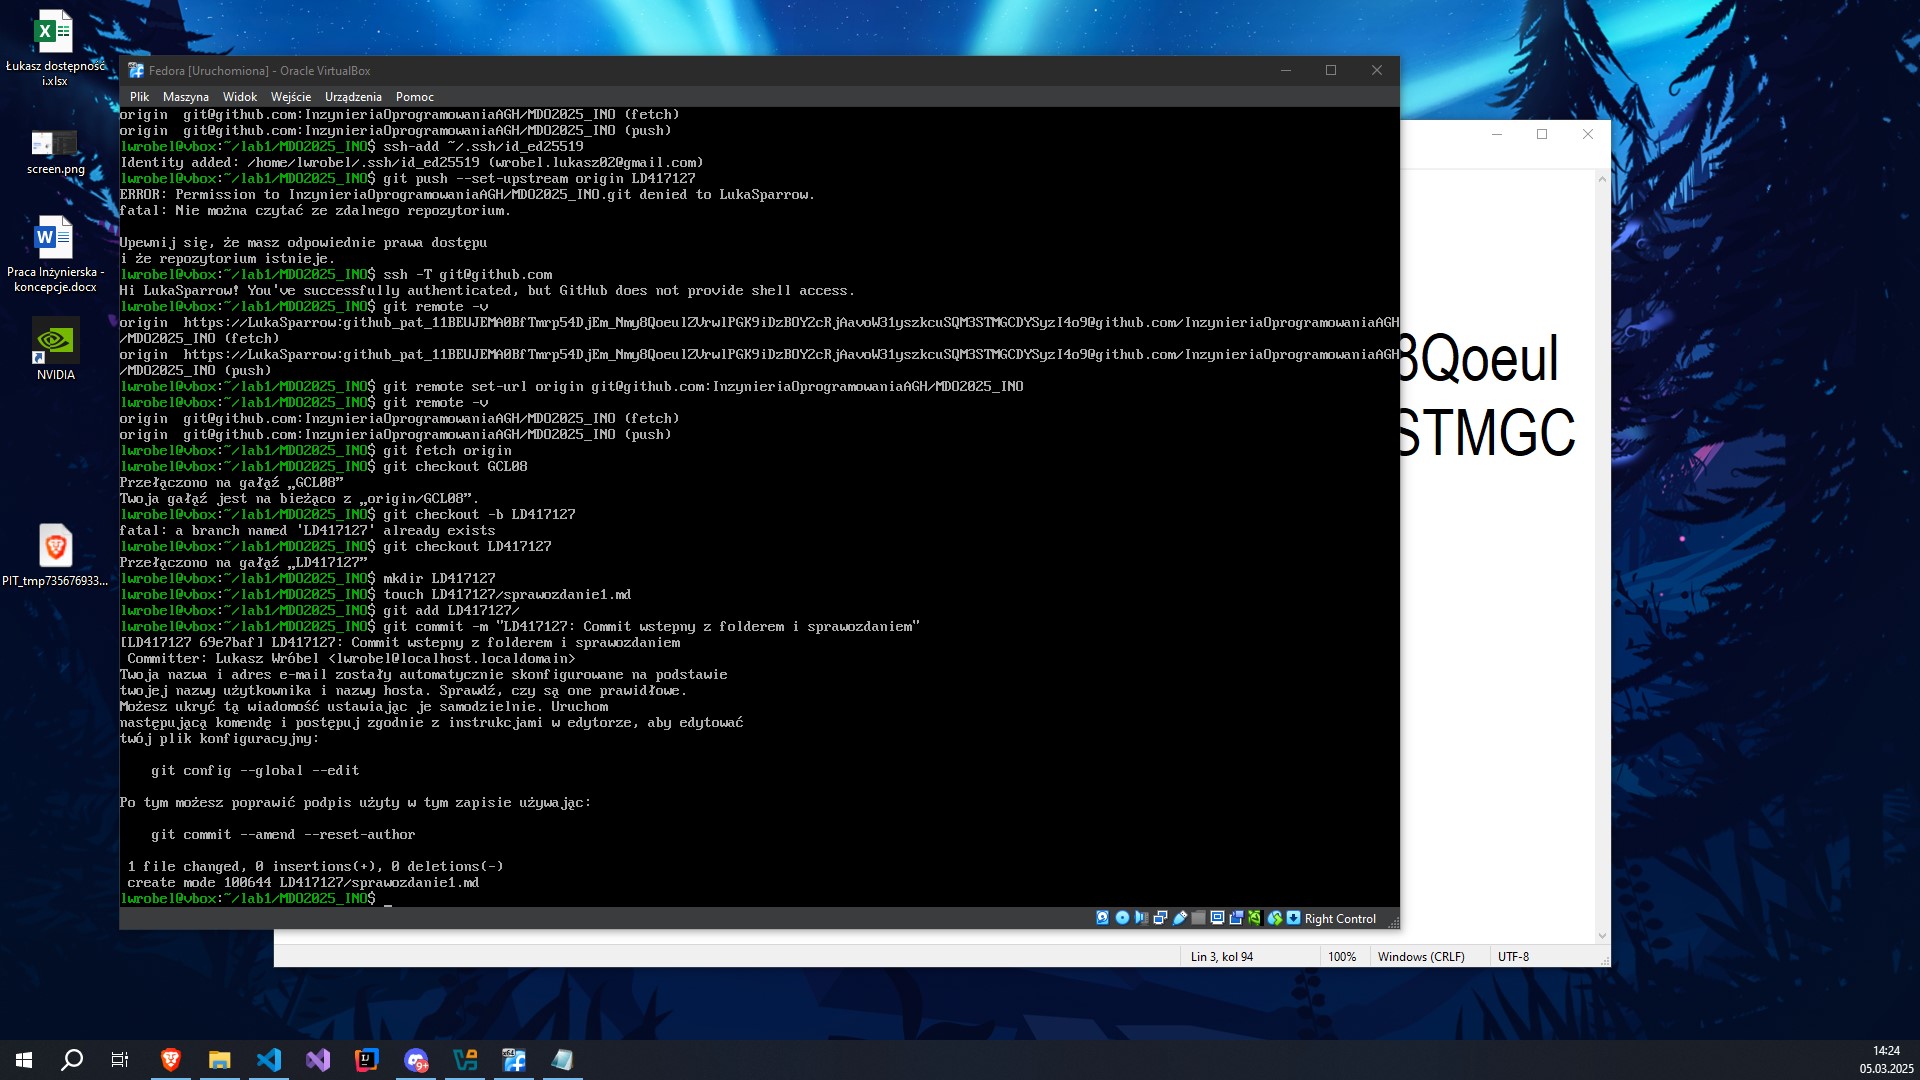 Łukasz dostępnośc
i.xlsx
screen.png
Praca Inżynierska -
koncepcje.docx
NVIDIA
PIT_tmp735676933...
Fedora [Uruchomiona] - Oracle VirtualBox
Plik Maszyna Widok Wejście Urządzenia Pomoc
origin git@github.com:InzynieriaOprogramowaniaAGH/MDO2025_INO (fetch)
origin git@github.com:InzynieriaOprogramowaniaAGH/MDO2025_INO (push)
lwrobel@vbox:~/lab1/MDO2025_INO$ ssh-add ~/.ssh/id_ed25519
Identity added: /home/lwrobel/.ssh/id_ed25519 (wrobel.lukasz02@gmail.com)
lwrobel@vbox:~/lab1/MDO2025_INO$ git push --set-upstream origin LD417127
ERROR: Permission to InzynieriaOprogramowaniaAGH/MDO2025_INO.git denied to LukaSparrow.
fatal: Nie można czytać ze zdalnego repozytorium.
Upewnij się, że masz odpowiednie prawa dostępu
i że repozytorium istnieje.
lwrobel@vbox:~/lab1/MDO2025_INO$ ssh -T git@github.com
Hi LukaSparrow! You've successfully authenticated, but GitHub does not provide shell access.
lwrobel@vbox:~/lab1/MDO2025_INO$ git remote -v
origin https://LukaSparrow:@github.com/InzynieriaOprogramowaniaAGH
/MDO2025_INO (fetch)
origin https://LukaSparrow:@github.com/InzynieriaOprogramowaniaAGH
/MDO2025_INO (push)
lwrobel@vbox:~/lab1/MDO2025_INO$ git remote set-url origin git@github.com:InzynieriaOprogramowaniaAGH/MDO2025_INO
lwrobel@vbox:~/lab1/MDO2025_INO$ git remote -v
origin git@github.com:InzynieriaOprogramowaniaAGH/MDO2025_INO (fetch)
origin git@github.com:InzynieriaOprogramowaniaAGH/MDO2025_INO (push)
lwrobel@vbox:~/lab1/MDO2025_INO$ git fetch origin
lwrobel@vbox:~/lab1/MDO2025_INO$ git checkout GCL08
Przełączono na gałąź „GCL08”
Twoja gałąź jest na bieżąco z „origin/GCL08”.
lwrobel@vbox:~/lab1/MDO2025_INO$ git checkout -b LD417127
fatal: a branch named 'LD417127' already exists
lwrobel@vbox:~/lab1/MDO2025_INO$ git checkout LD417127
Przełączono na gałąź „LD417127”
lwrobel@vbox:~/lab1/MDO2025_INO$ mkdir LD417127
lwrobel@vbox:~/lab1/MDO2025_INO$ touch LD417127/sprawozdanie1.md
lwrobel@vbox:~/lab1/MDO2025_INO$ git add LD417127/
lwrobel@vbox:~/lab1/MDO2025_INO$ git commit -m "LD417127: Commit wstepny z folderem i sprawozdaniem"
[LD417127 69e7baf] LD417127: Commit wstepny z folderem i sprawozdaniem
Committer: Lukasz Wróbel <lwrobel@localhost.localdomain>
Twoja nazwa i adres e-mail zostały automatycznie skonfigurowane na podstawie
twojej nazwy użytkownika i nazwy hosta. Sprawdź, czy są one prawidłowe.
Możesz ukryć tą wiadomość ustawiając je samodzielnie. Uruchom
następującą komendę i postępuj zgodnie z instrukcjami w edytorze, aby edytować
twój plik konfiguracyjny:
git config --global --edit
Po tym możesz poprawić podpis użyty w tym zapisie używając:
git commit --amend --reset-author
1 file changed, 0 insertions(+), 0 deletions(-)
create mode 100644 LD417127/sprawozdanie1.md
lwrobel@vbox:~/lab1/MDO2025_INO$ _
Right Control
Lin 3, kol 94 100% Windows (CRLF) UTF-8
14:24
05.03.2025